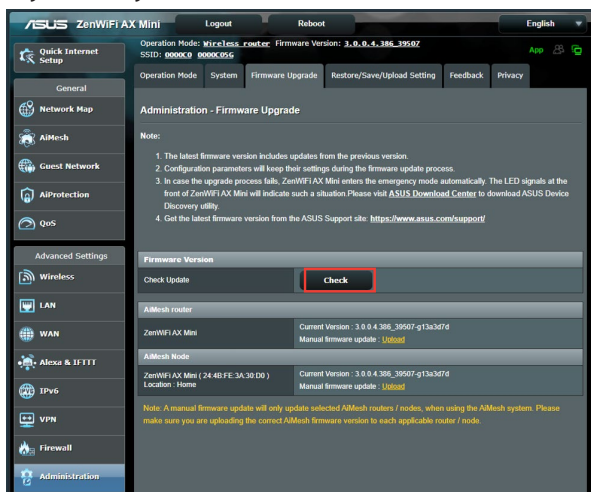 ASUS ZenWiFi AX Mini Logout Reboot English
Quick Internet Setup
Operation Mode: Wireless router Firmware Version: 3.0.0.4.386_39507
SSID: 0000C0 0000C05G
App
Operation Mode System Firmware Upgrade Restore/Save/Upload Setting Feedback Privacy
General
Network Map
AiMesh
Guest Network
AiProtection
QoS
Advanced Settings
Wireless
LAN
WAN
Alexa & IFTTT
IPv6
VPN
Firewall
Administration
Administration - Firmware Upgrade
Note:
1. The latest firmware version includes updates from the previous version.
2. Configuration parameters will keep their settings during the firmware update process.
3. In case the upgrade process fails, ZenWiFi AX Mini enters the emergency mode automatically. The LED signals at the
front of ZenWiFi AX Mini will indicate such a situation.Please visit ASUS Download Center to download ASUS Device
Discovery utility.
4. Get the latest firmware version from the ASUS Support site: https://www.asus.com/support/
Firmware Version
Check Update Check
AiMesh router
ZenWiFi AX Mini
Current Version : 3.0.0.4.386_39507-g13a3d7d
Manual firmware update : Upload
AiMesh Node
ZenWiFi AX Mini ( 24:4B:FE:3A:30:D0 )
Location : Home
Current Version : 3.0.0.4.386_39507-g13a3d7d
Manual firmware update : Upload
Note: A manual firmware update will only update selected AiMesh routers / nodes, when using the AiMesh system. Please
make sure you are uploading the correct AiMesh firmware version to each applicable router / node.